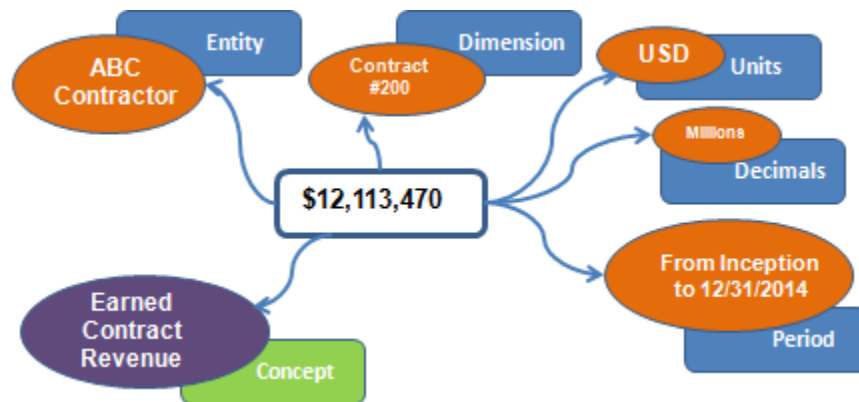 Entity
ABC
Contractor
Dimension
Contract
#200
USD
Units
Millions
Decimals
$12,113,470
From Inception
to 12/31/2014
Period
Earned
Contract
Revenue
Concept